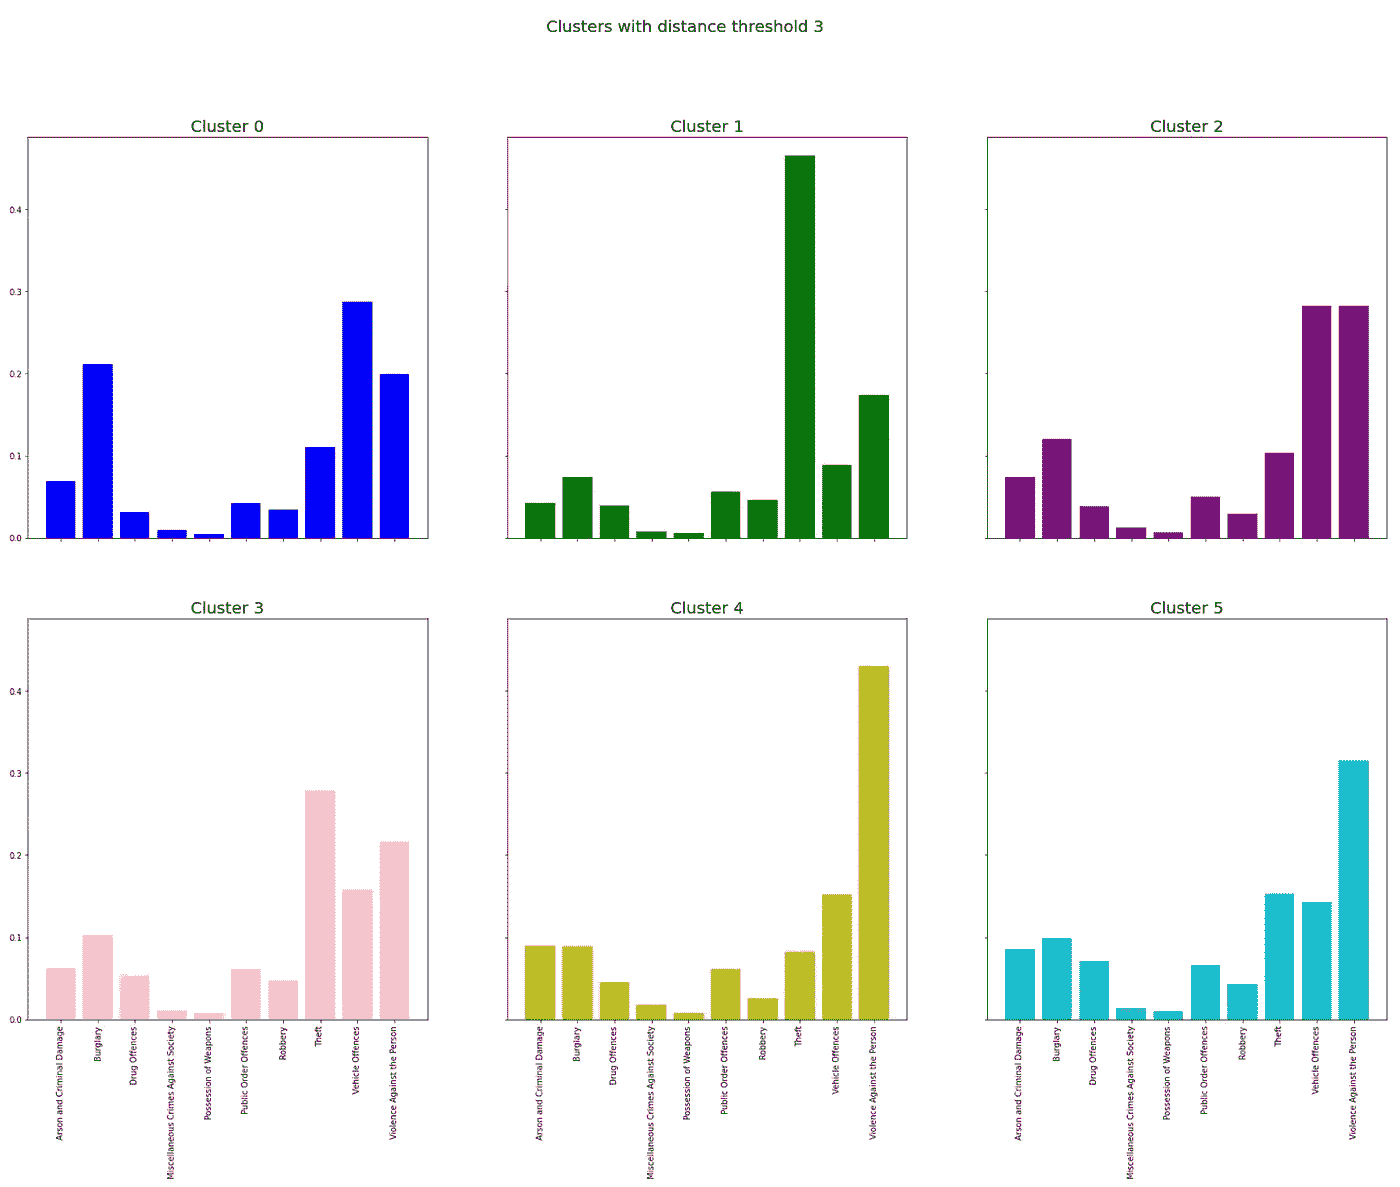 Clusters with distance threshold 3
Cluster 0
Cluster 1
Cluster 2
0.4
0.3
0.2
0.1
0.0
Cluster 3
Cluster 4
Cluster 5
0.4
0.3
0.2
0.1
0.0
Arson and Criminal Damage
Burglary
Drug Offences
Miscellaneous Crimes Against Society
Possession of Weapons
Public Order Offences
Robbery
Theft
Vehicle Offences
Violence Against the Person
Arson and Criminal Damage
Burglary
Drug Offences
Miscellaneous Crimes Against Society
Possession of Weapons
Public Order Offences
Robbery
Theft
Vehicle Offences
Violence Against the Person
Arson and Criminal Damage
Burglary
Drug Offences
Miscellaneous Crimes Against Society
Possession of Weapons
Public Order Offences
Robbery
Theft
Vehicle Offences
Violence Against the Person